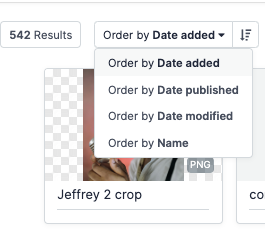 542 Results
Order by Date added
Order by Date added
Order by Date published
Order by Date modified
Order by Name
PNG
Jeffrey 2 crop
co